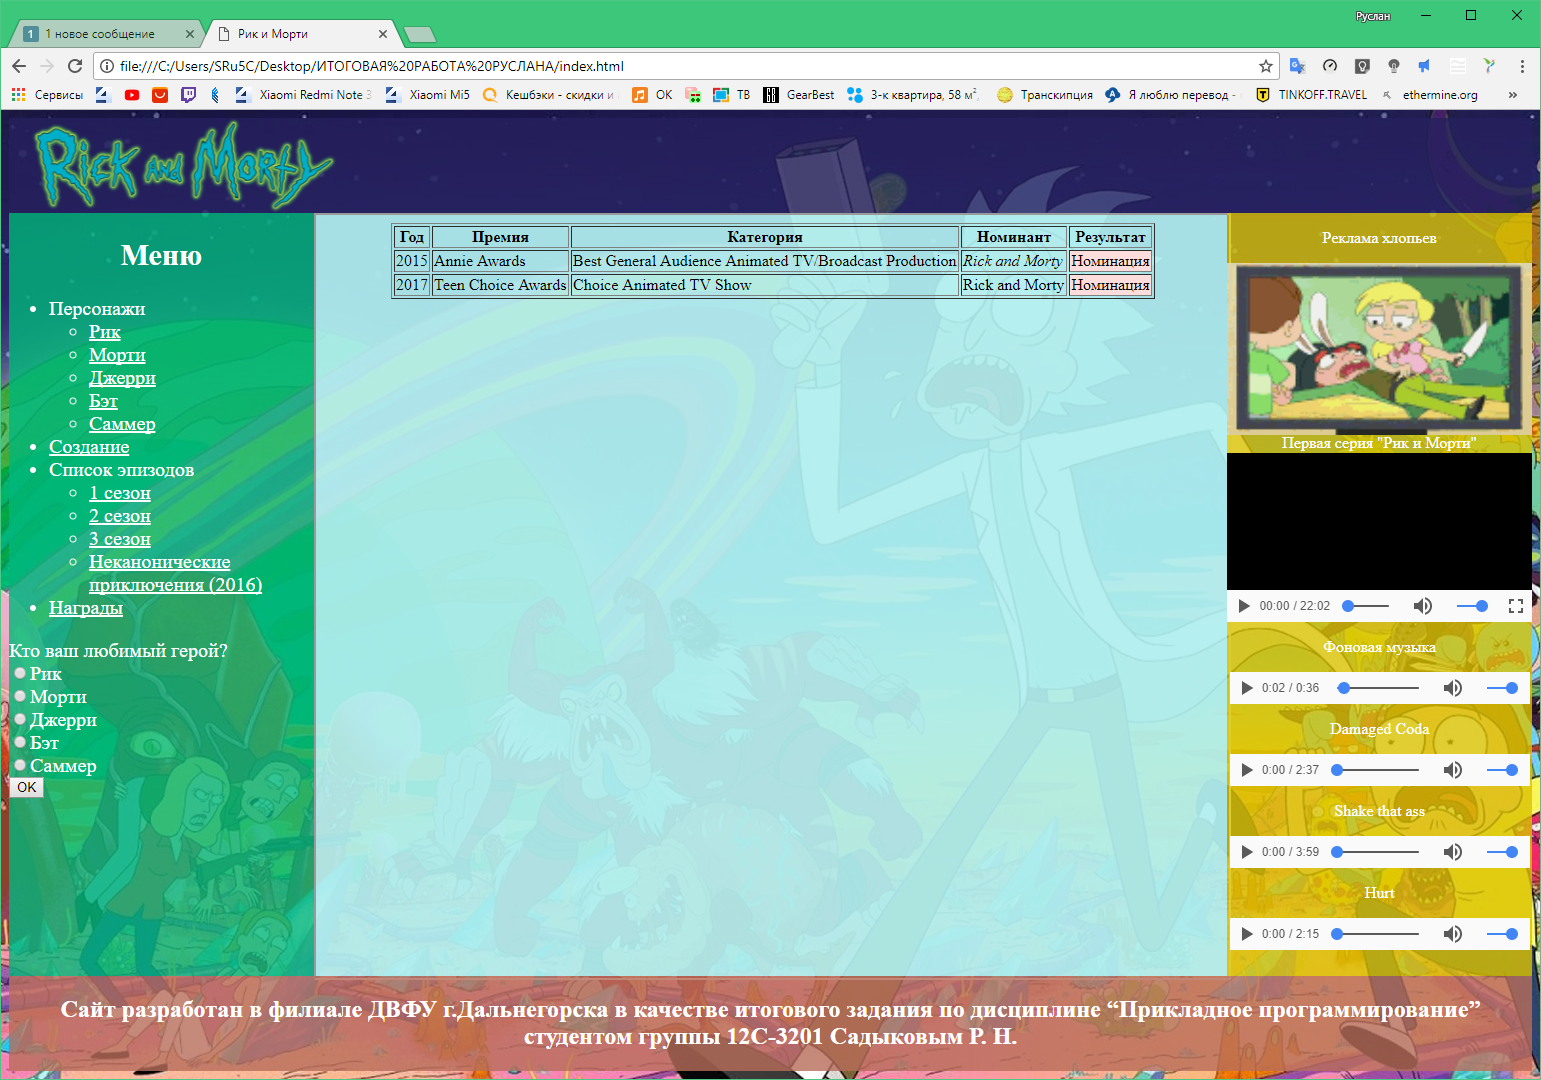 Руслан
1 1 новое сообщение
Рик и Морти
file:///C:/Users/SRu5C/Desktop/ИТОГОВАЯ%20РАБОТА%20РУСЛАНА/index.html
Сервисы Xiaomi Redmi Note 3 Xiaomi Mi5 Кешбэки - скидки и OK ТВ GearBest 3-к квартира, 58 м², Транскипция Я люблю перевод - TINKOFF.TRAVEL ethermine.org »
Rick and Morty
Меню
Персонажи
Рик
Морти
Джерри
Бэт
Саммер
Создание
Список эпизодов
1 сезон
2 сезон
3 сезон
Неканонические
приключения (2016)
Награды
Кто ваш любимый герой?
Рик
Морти
Джерри
Бэт
Саммер
OK
Год Премия Категория Номинант Результат
2015 Annie Awards Best General Audience Animated TV/Broadcast Production Rick and Morty Номинация
2017 Teen Choice Awards Choice Animated TV Show Rick and Morty Номинация
Реклама хлопьев
Первая серия "Рик и Морти"
00:00 / 22:02
Фоновая музыка
0:02 / 0:36
Damaged Coda
0:00 / 2:37
Shake that ass
0:00 / 3:59
Hurt
0:00 / 2:15
Сайт разработан в филиале ДВФУ г.Дальнегорска в качестве итогового задания по дисциплине “Прикладное программирование”
студентом группы 12С-3201 Садыковым Р. Н.